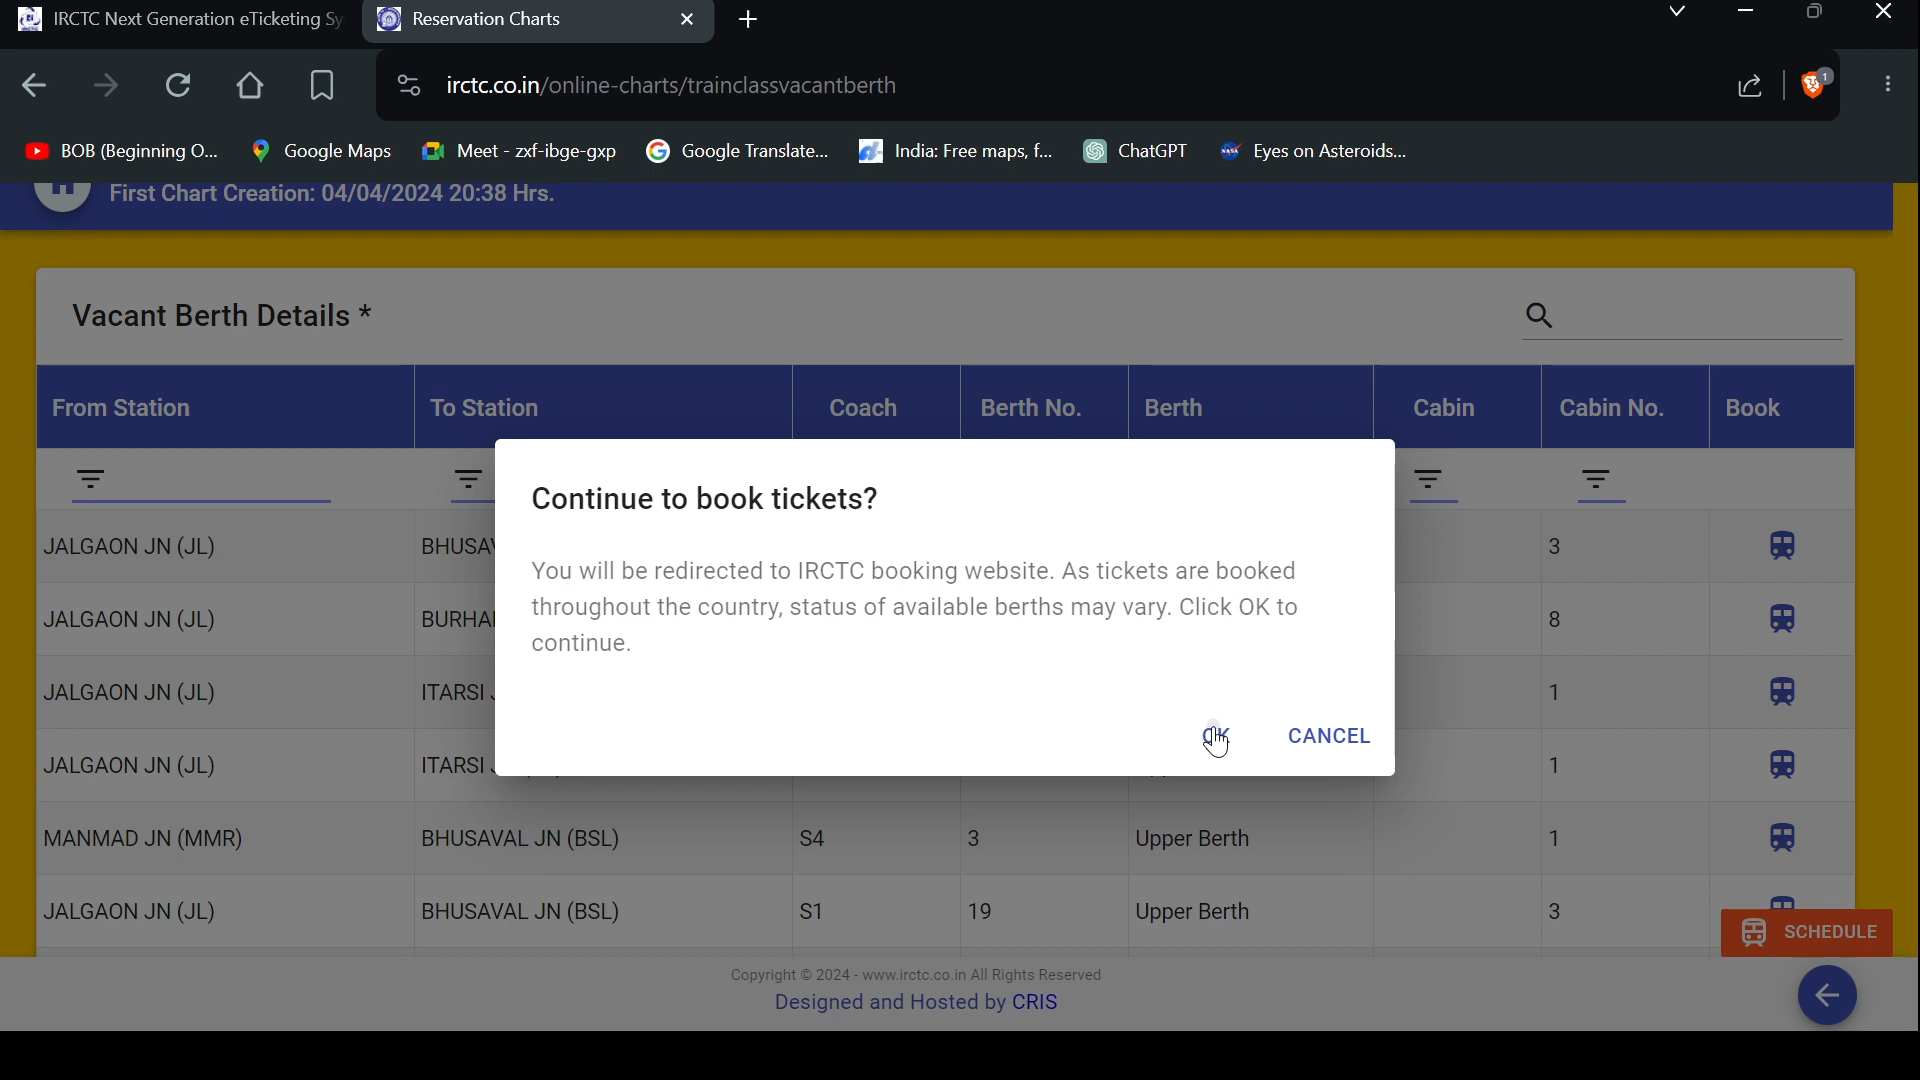 IRCTC Next Generation eTicketing Sy
Reservation Charts
irctc.co.in/online-charts/trainclassvacantberth
1
BOB (Beginning O...
Google Maps
Meet - zxf-ibge-gxp
Google Translate...
India: Free maps, f...
ChatGPT
Eyes on Asteroids...
First Chart Creation: 04/04/2024 20:38 Hrs.
Vacant Berth Details *
From Station To Station Coach Berth No. Berth Cabin Cabin No. Book
Continue to book tickets?
You will be redirected to IRCTC booking website. As tickets are booked
throughout the country, status of available berths may vary. Click OK to
continue.
OK CANCEL
JALGAON JN (JL) 3
JALGAON JN (JL) 8
JALGAON JN (JL) ITARSI 1
JALGAON JN (JL) ITARSI 1
MANMAD JN (MMR) BHUSAVAL JN (BSL) S4 3 Upper Berth 1
JALGAON JN (JL) BHUSAVAL JN (BSL) S1 19 Upper Berth 3
SCHEDULE
Copyright © 2024 - www.irctc.co.in All Rights Reserved
Designed and Hosted by CRIS